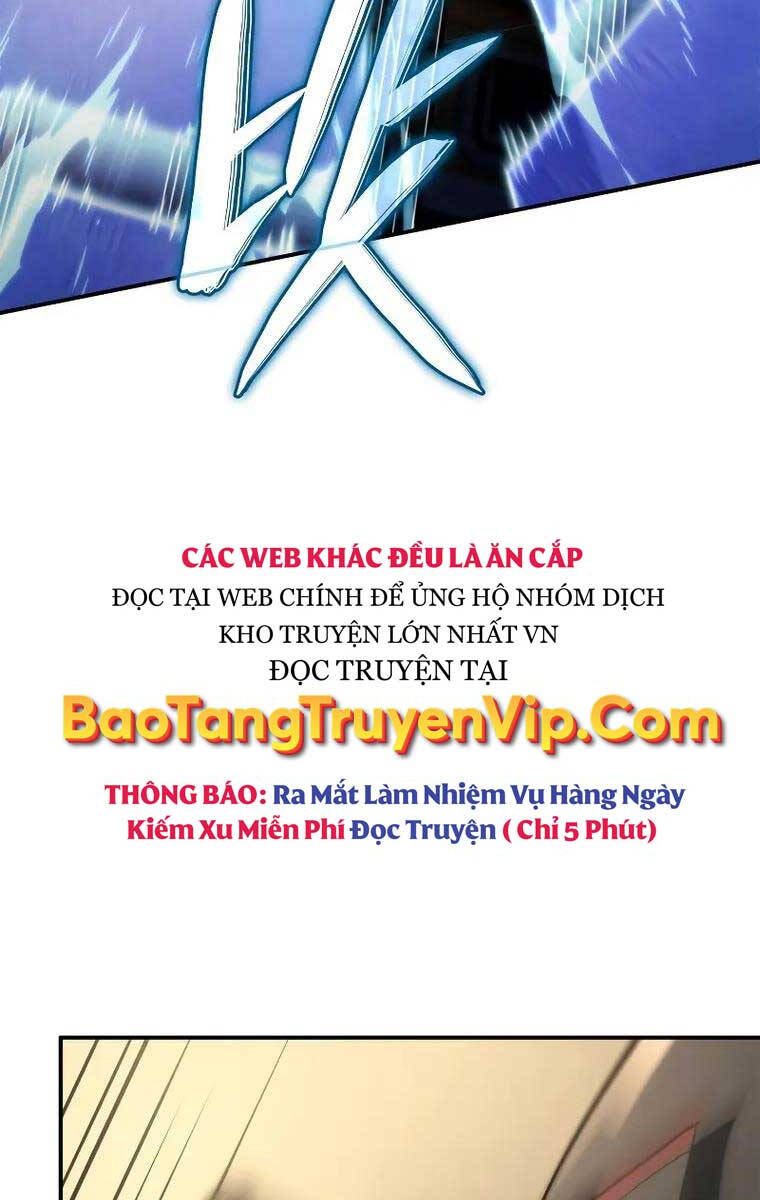 CÁC WEB KHÁC ĐỀU LÀ ĂN CẮP
ĐỌC TẠI WEB CHÍNH ĐỂ ỦNG HỘ NHÓM DỊCH
KHO TRUYỆN LỚN NHẤT VN
ĐỌC TRUYỆN TẠI
BaoTangTruyenVip.Com
THÔNG BÁO: Ra Mắt Làm Nhiệm Vụ Hàng Ngày
Kiếm Xu Miễn Phí Đọc Truyện ( Chỉ 5 Phút)